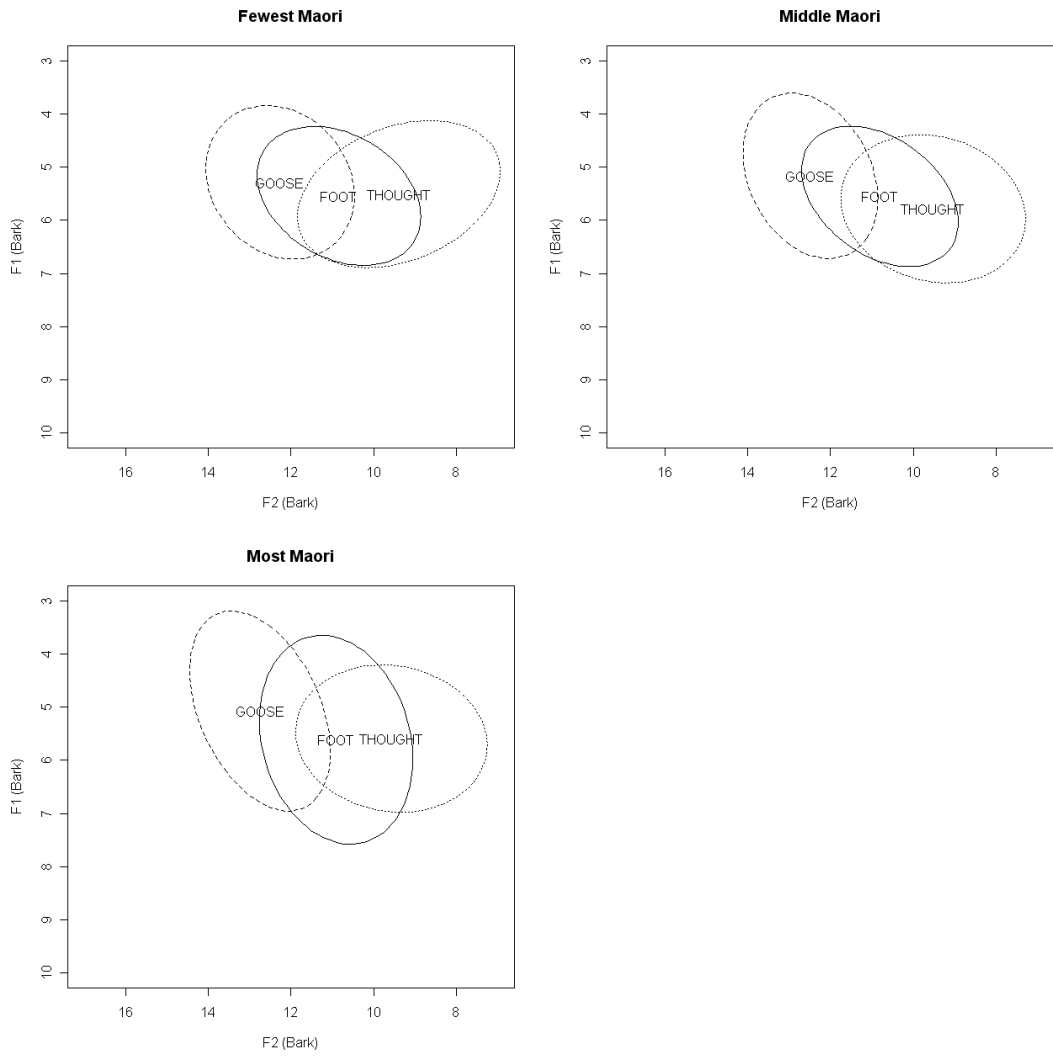 Fewest Maori
3
4
5
6
7
8
9
10
F1 (Bark)
GOOSE
FOOT
THOUGHT
16 14 12 10 8
F2 (Bark)
Middle Maori
3
4
5
6
7
8
9
10
F1 (Bark)
GOOSE
FOOT
THOUGHT
16 14 12 10 8
F2 (Bark)
Most Maori
3
4
5
6
7
8
9
10
F1 (Bark)
GOOSE
FOOT THOUGHT
16 14 12 10 8
F2 (Bark)